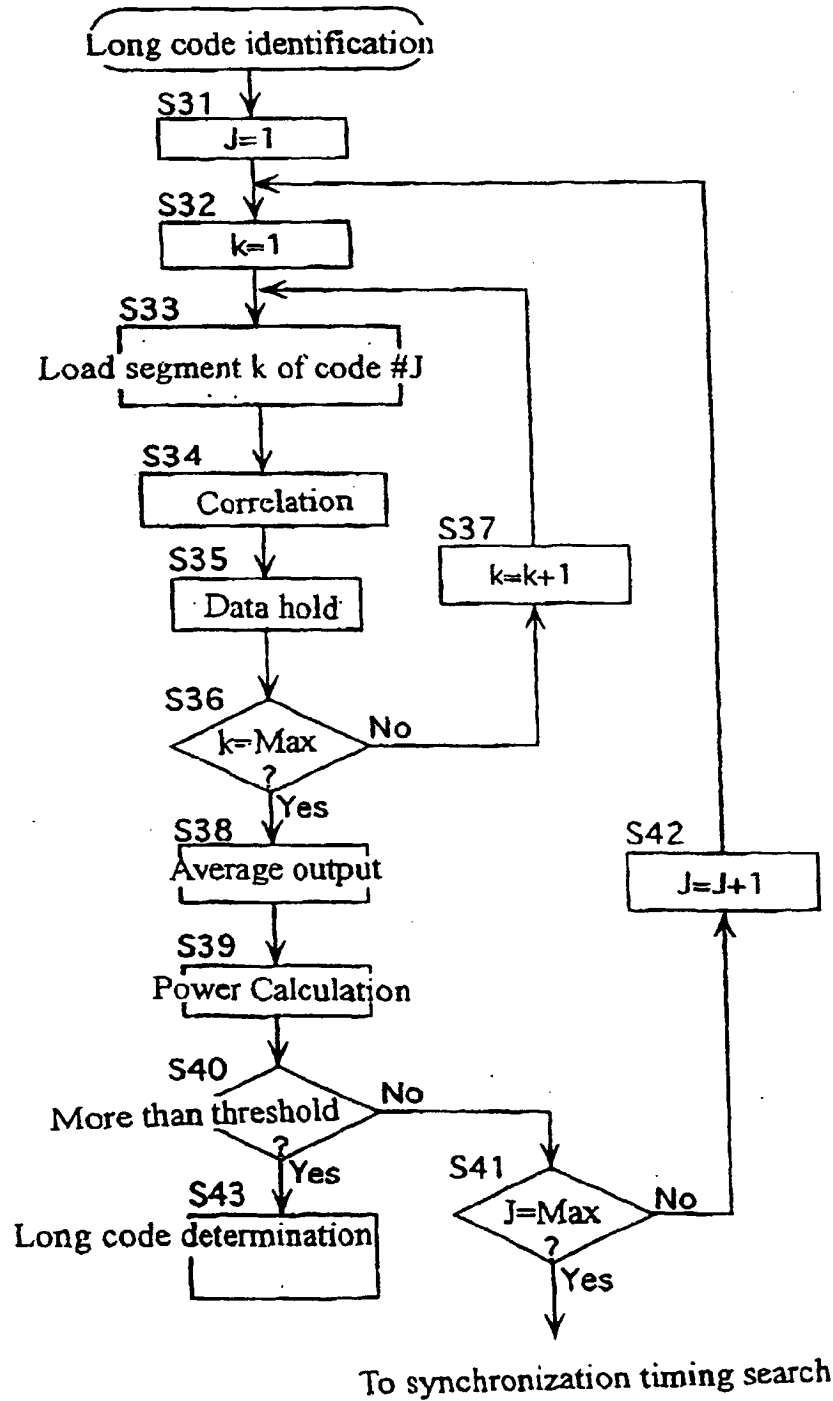 Long code identification
S31
J=1
S32
k=1
S33
Load segment k of code #J
S34
Correlation
S35
Data hold
S37
k=k+1
S36
k=Max
?
No
Yes
S38
Average output
S42
J=J+1
S39
Power Calculation
S40
More than threshold
?
No
Yes
S41
J=Max
?
No
Yes
S43
Long code determination
To synchronization timing search